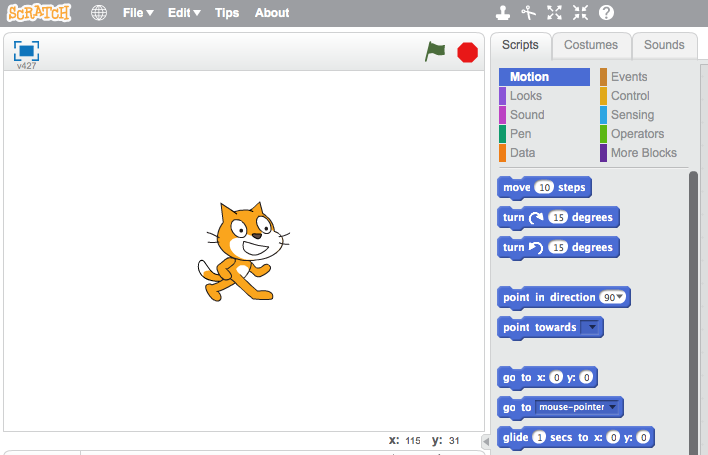 SCRATCH File Edit Tips About
v427
Scripts Costumes Sounds
Motion Events
Looks Control
Sound Sensing
Pen Operators
Data More Blocks
move 10 steps
turn 15 degrees
turn 15 degrees
point in direction 90
point towards
go to x: 0 y: 0
go to mouse-pointer
glide 1 secs to x: 0 y: 0
x: 115 y: 31